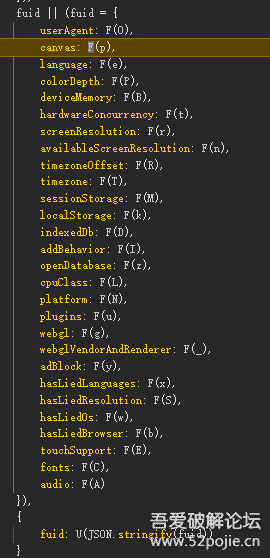 fuid || (fuid = {
userAgent: F(O),
canvas: F(p),
language: F(e),
colorDepth: F(P),
deviceMemory: F(B),
hardwareConcurrency: F(t),
screenResolution: F(r),
availableScreenResolution: F(n),
timezoneOffset: F(R),
timezone: F(T),
sessionStorage: F(M),
localStorage: F(k),
indexedDb: F(D),
addBehavior: F(I),
openDatabase: F(z),
cpuClass: F(L),
platform: F(N),
plugins: F(u),
webgl: F(g),
webglVendorAndRenderer: F(_),
adBlock: F(y),
hasLiedLanguages: F(x),
hasLiedResolution: F(S),
hasLiedOs: F(w),
hasLiedBrowser: F(b),
touchSupport: F(E),
fonts: F(C),
audio: F(A)
}),
{
fuid: U(JSON.stringify(fuid))
}
吾爱破解论坛
www.52pojie.cn